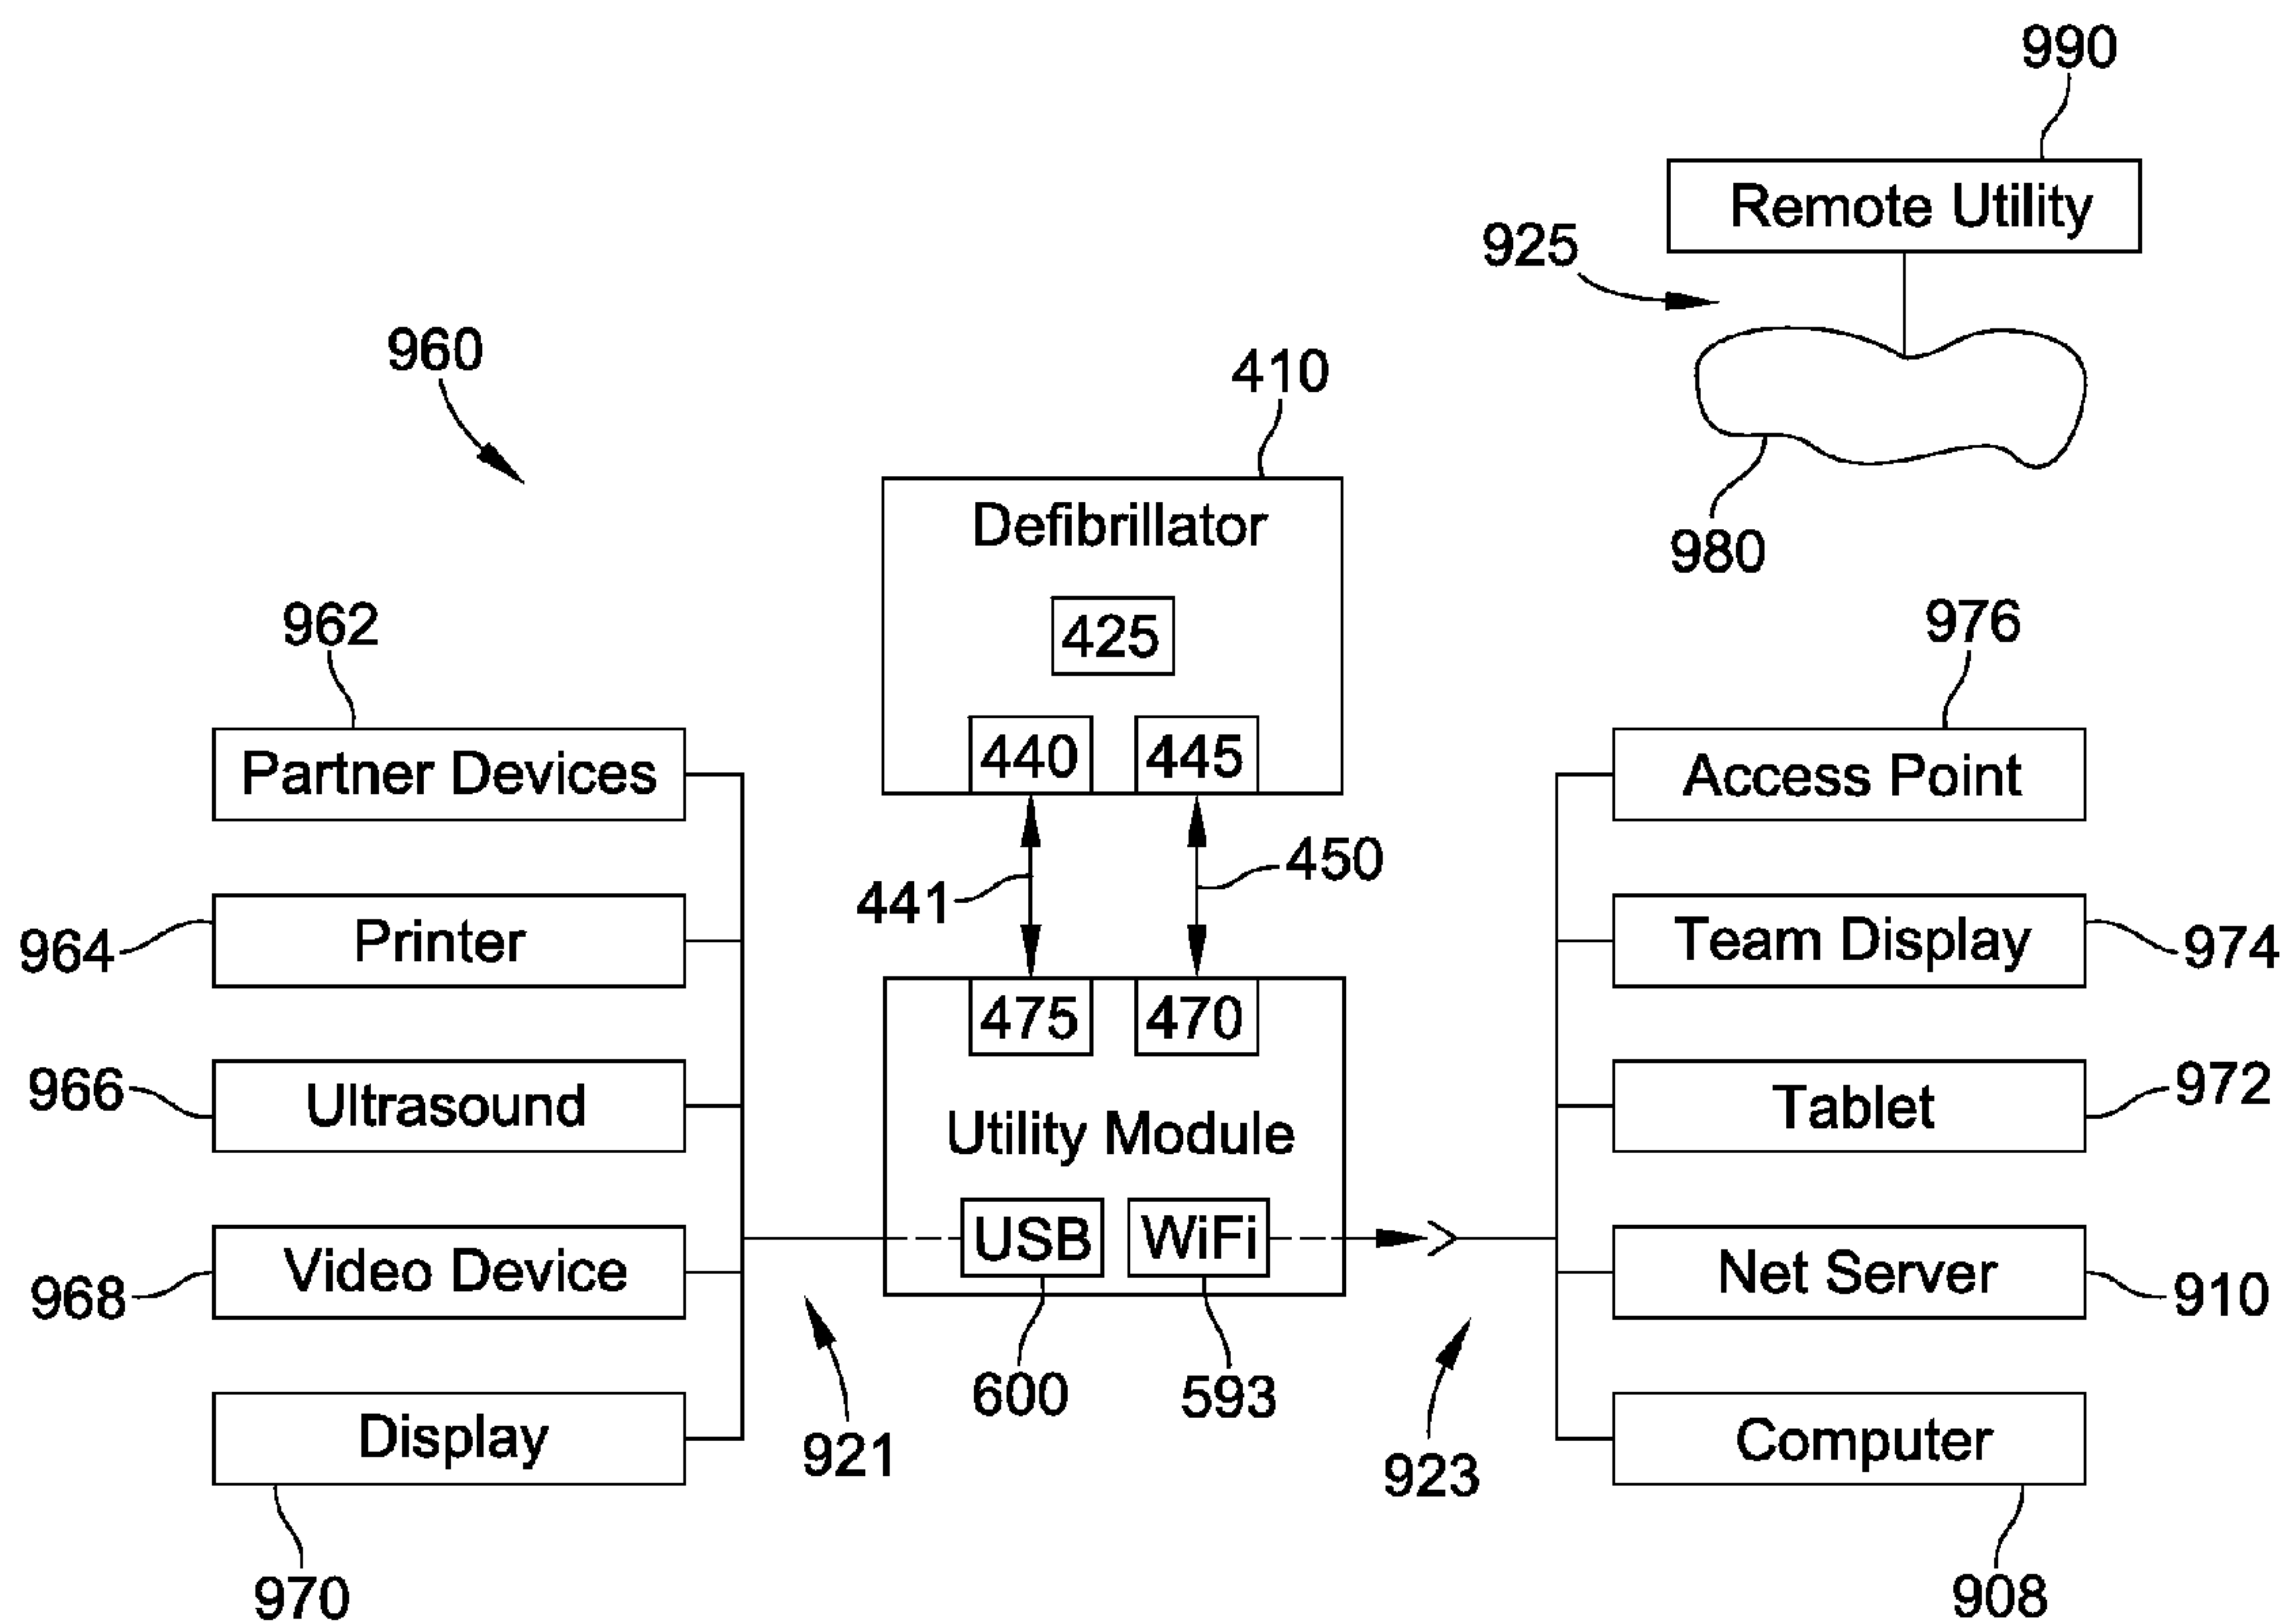 990
Remote Utility
925
960
410
980
Defibrillator
425
962
976
Partner Devices
440
445
Access Point
441
450
964
Printer
Team Display
974
475
470
966
Ultrasound
Utility Module
Tablet
972
USB
WiFi
968
Video Device
Net Server
910
600
593
921
923
Display
Computer
970
908